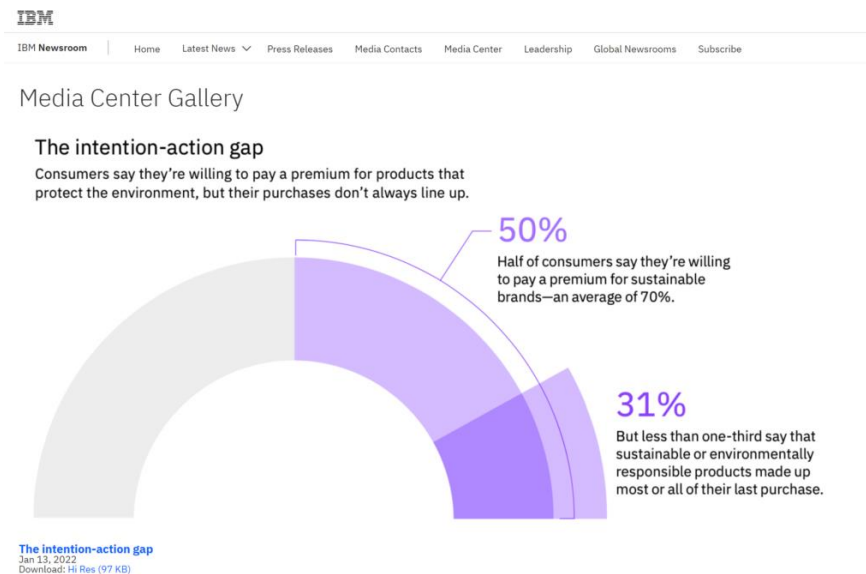 IBM
IBM Newsroom Home Latest News Press Releases Media Contacts Media Center Leadership Global Newsrooms Subscribe
Media Center Gallery
The intention-action gap
Consumers say they’re willing to pay a premium for products that
protect the environment, but their purchases don’t always line up.
50%
Half of consumers say they’re willing
to pay a premium for sustainable
brands—an average of 70%.
31%
But less than one-third say that
sustainable or environmentally
responsible products made up
most or all of their last purchase.
The intention-action gap
Jan 13, 2022
Download: Hi Res (97 KB)